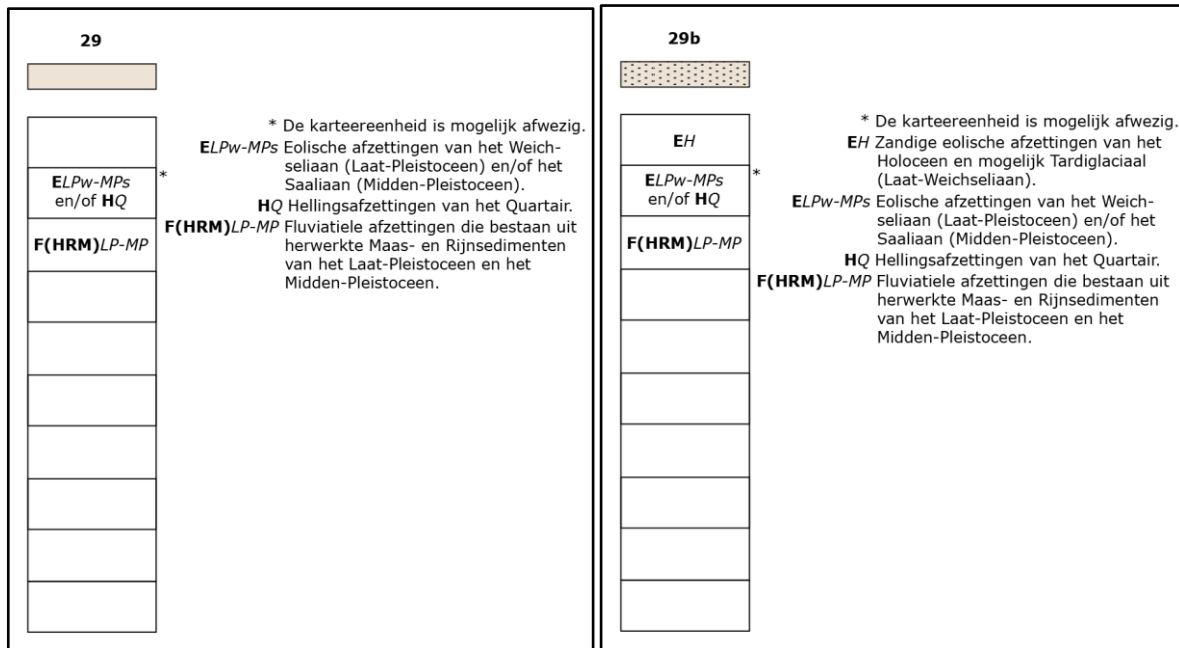 29
* De karteereenheid is mogelijk afwezig.
ELPw-MPs Eolische afzettingen van het Weich-
seliaan (Laat-Pleistoceen) en/of het
Saaliaan (Midden-Pleistoceen).
HQ Hellingsafzettingen van het Quartair.
F(HRM)LP-MP Fluviatiele afzettingen die bestaan uit
herwerkte Maas- en Rijnsedimenten
van het Laat-Pleistoceen en het
Midden-Pleistoceen.
ELPw-MPs *
en/of HQ
F(HRM)LP-MP
29b
* De karteereenheid is mogelijk afwezig.
EH Zandige eolische afzettingen van het
Holoceen en mogelijk Tardiglaciaal
(Laat-Weichseliaan).
ELPw-MPs Eolische afzettingen van het Weich-
seliaan (Laat-Pleistoceen) en/of het
Saaliaan (Midden-Pleistoceen).
HQ Hellingsafzettingen van het Quartair.
F(HRM)LP-MP Fluviatiele afzettingen die bestaan uit
herwerkte Maas- en Rijnsedimenten
van het Laat-Pleistoceen en het
Midden-Pleistoceen.
EH
ELPw-MPs *
en/of HQ
F(HRM)LP-MP